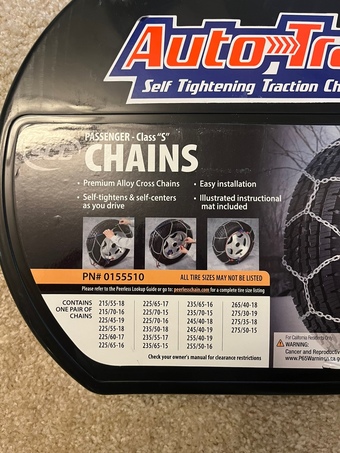 Auto-Tra
Self Tightening Traction Ch
PASSENGER - Class "S"
CHAINS
• Premium Alloy Cross Chains
• Self-tightens & self-centers
as you drive
• Easy installation
• Illustrated instructional
mat included
PN# 0155510
ALL TIRE SIZES MAY NOT BE LISTED
Please refer to the Peerless Lookup Guide or go to: peerlesschain.com for a complete tire size listing
CONTAINS
ONE PAIR OF
CHAINS
215/55-18 225/65-17 235/65-16 265/40-18
215/70-16 225/70-15 235/70-15 275/30-19
225/45-19 225/70-16 245/40-18 275/35-18
225/55-18 235/50-18 245/40-19 275/50-15
225/60-17 235/55-17 255/40-17
225/65-16 235/65-15 255/50-16
Check your owner's manual for clearance restrictions
For California Residents Only
WARNING:
Cancer and Reproductive
www.P65Warnings.ca.g